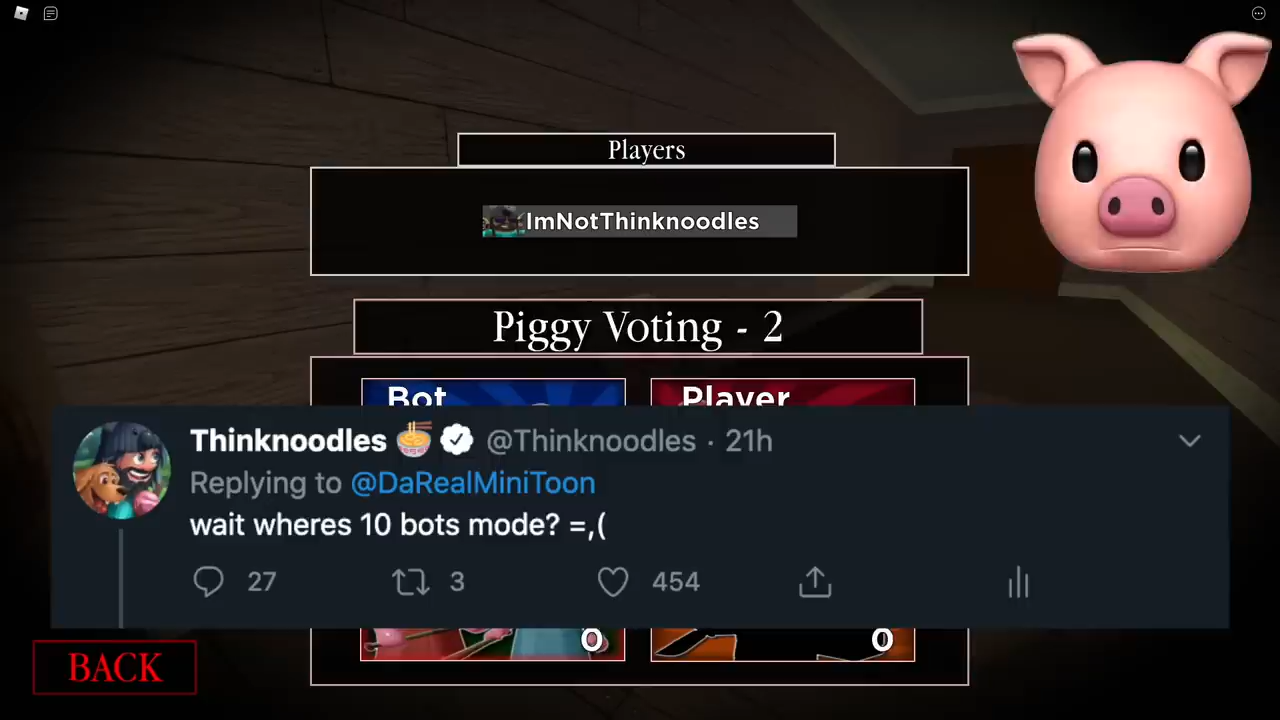 Players
ImNotThinknoodles
Piggy Voting - 2
Bot
Player
Thinknoodles @Thinknoodles · 21h
Replying to @DaRealMiniToon
wait wheres 10 bots mode? =,(
27 3 454
0 0
BACK